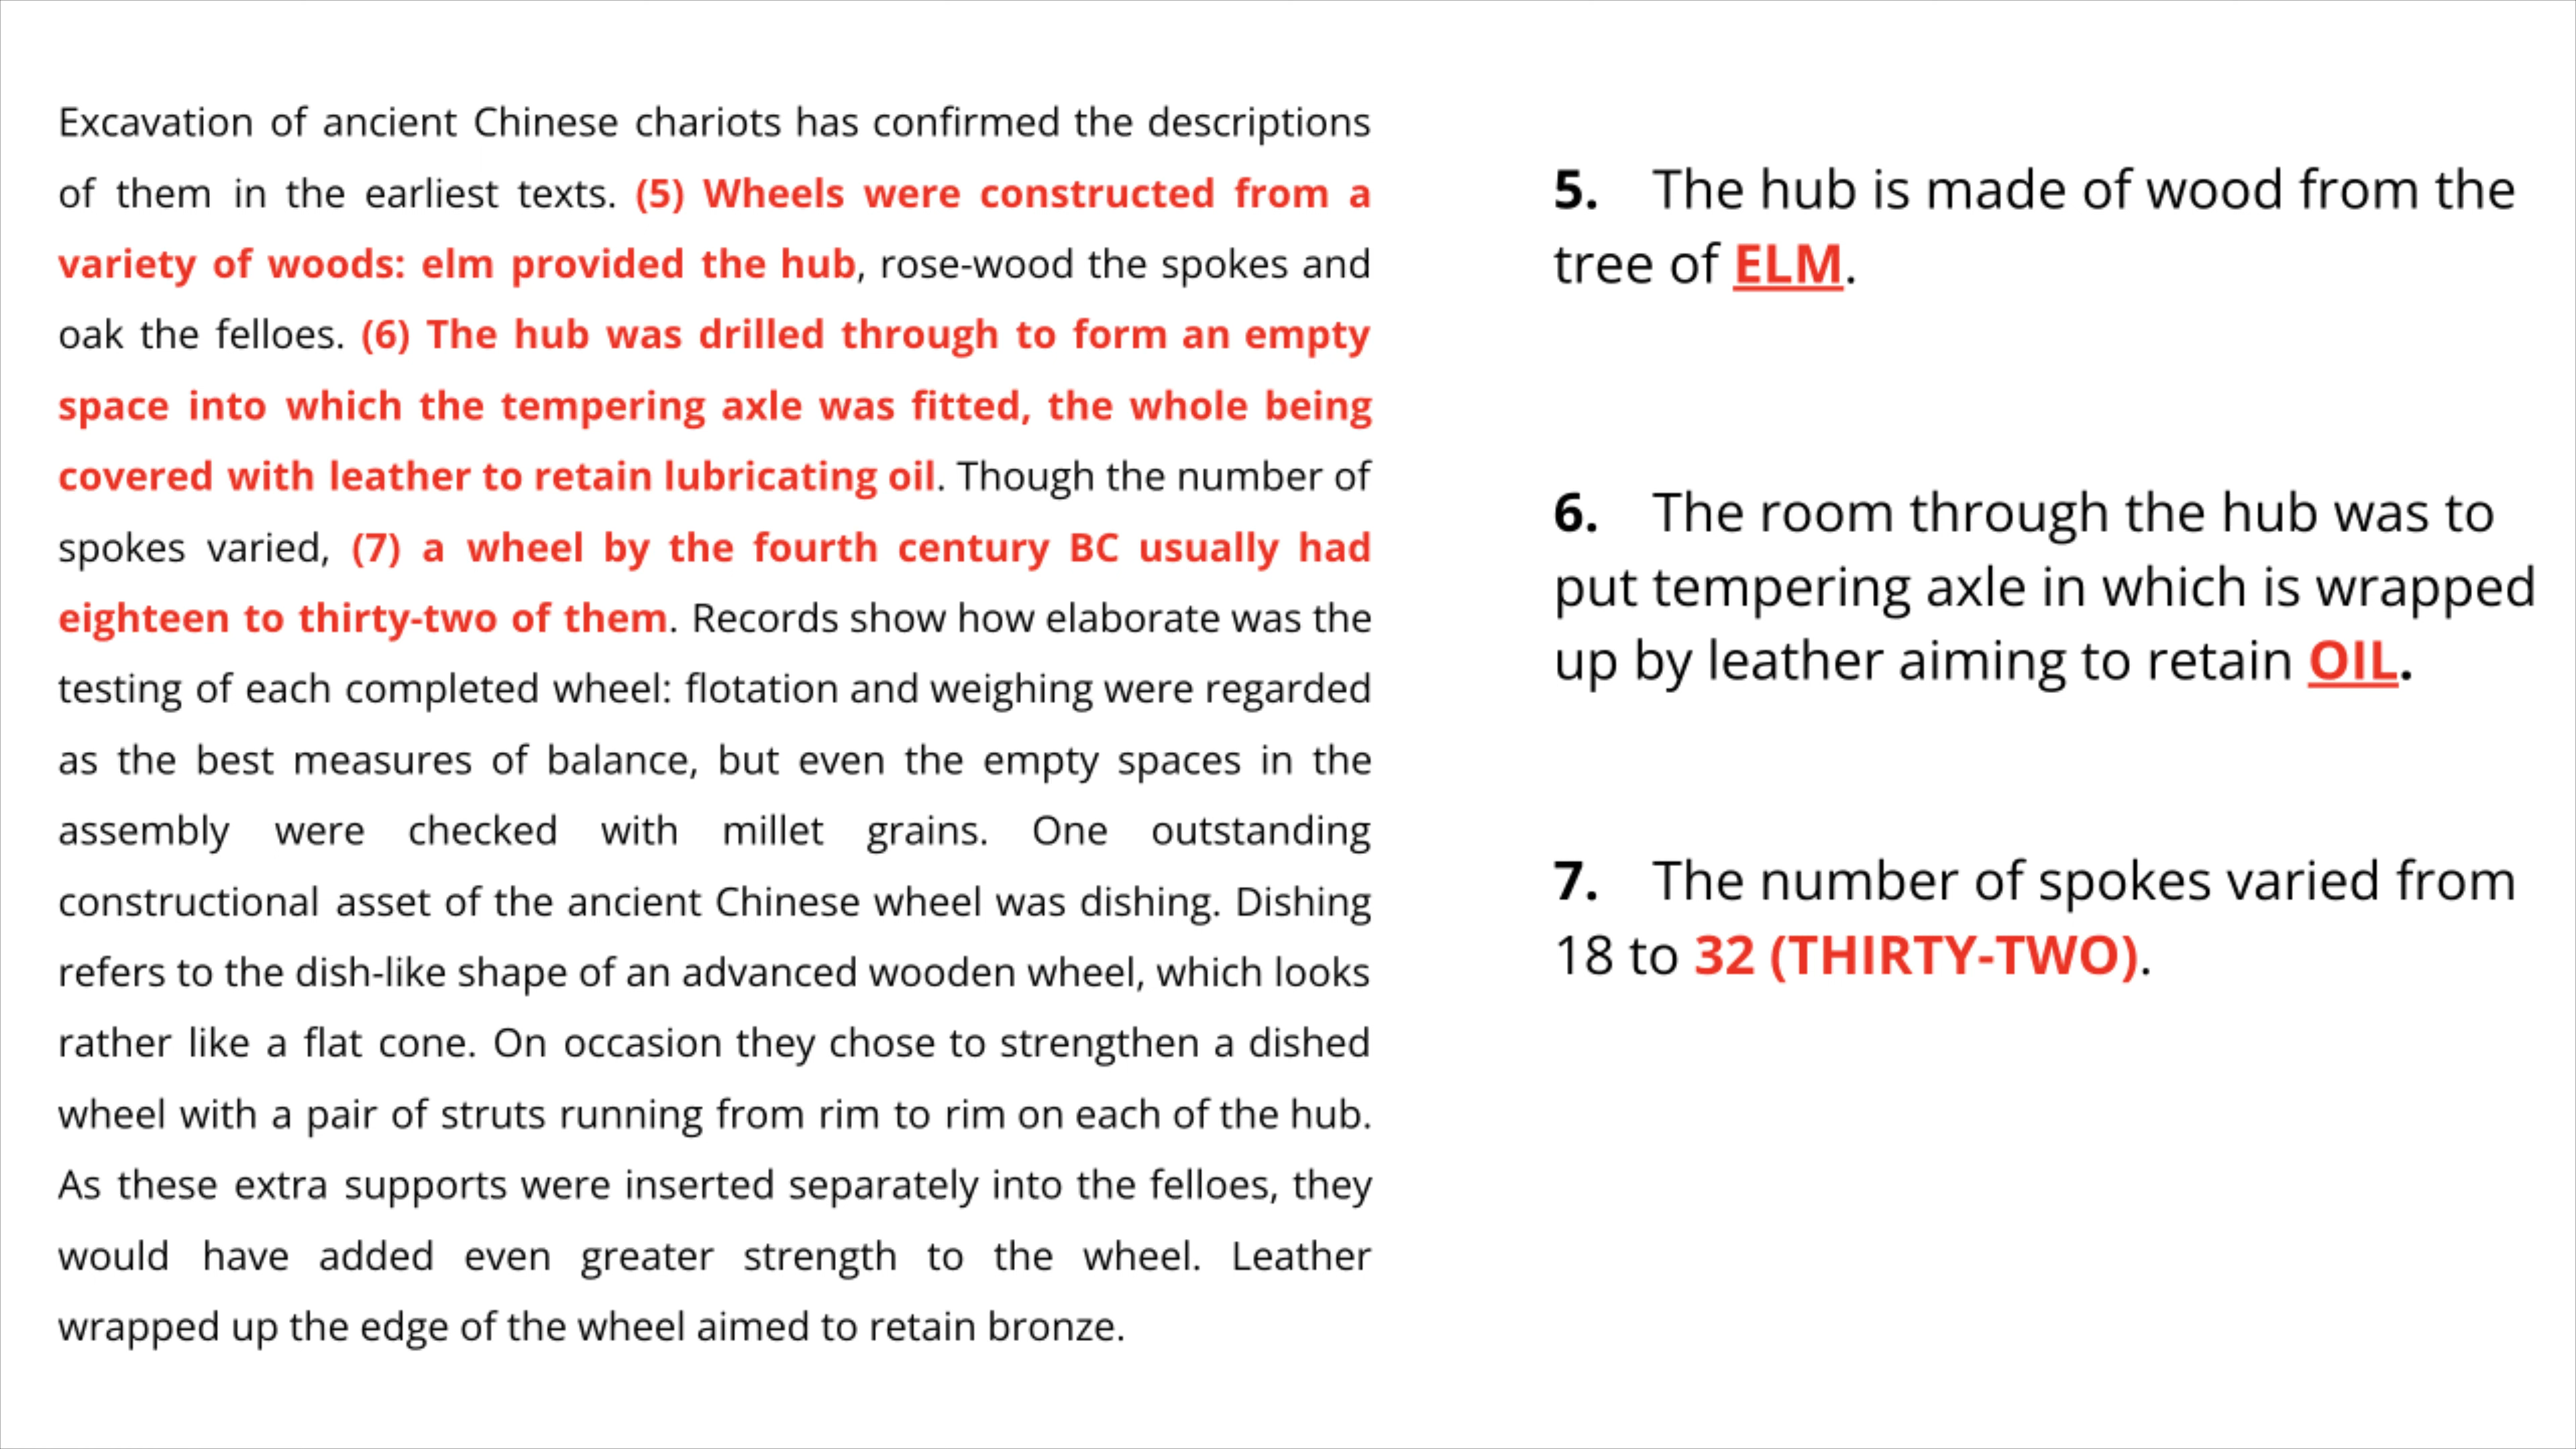 Excavation of ancient Chinese chariots has confirmed the descriptions
of them in the earliest texts. (5) Wheels were constructed from a
variety of woods: elm provided the hub, rose-wood the spokes and
oak the felloes. (6) The hub was drilled through to form an empty
space into which the tempering axle was fitted, the whole being
covered with leather to retain lubricating oil. Though the number of
spokes varied, (7) a wheel by the fourth century BC usually had
eighteen to thirty-two of them. Records show how elaborate was the
testing of each completed wheel: flotation and weighing were regarded
as the best measures of balance, but even the empty spaces in the
assembly were checked with millet grains. One outstanding
constructional asset of the ancient Chinese wheel was dishing. Dishing
refers to the dish-like shape of an advanced wooden wheel, which looks
rather like a flat cone. On occasion they chose to strengthen a dished
wheel with a pair of struts running from rim to rim on each of the hub.
As these extra supports were inserted separately into the felloes, they
would have added even greater strength to the wheel. Leather
wrapped up the edge of the wheel aimed to retain bronze.
5. The hub is made of wood from the
tree of ELM.
6. The room through the hub was to
put tempering axle in which is wrapped
up by leather aiming to retain OIL.
7. The number of spokes varied from
18 to 32 (THIRTY-TWO).